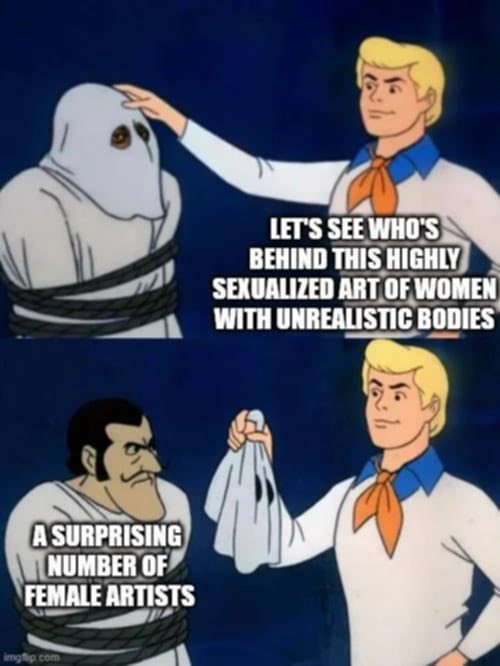 LET'S SEE WHO'S
BEHIND THIS HIGHLY
SEXUALIZED ART OF WOMEN
WITH UNREALISTIC BODIES
A SURPRISING
NUMBER OF
FEMALE ARTISTS
imgflip.com